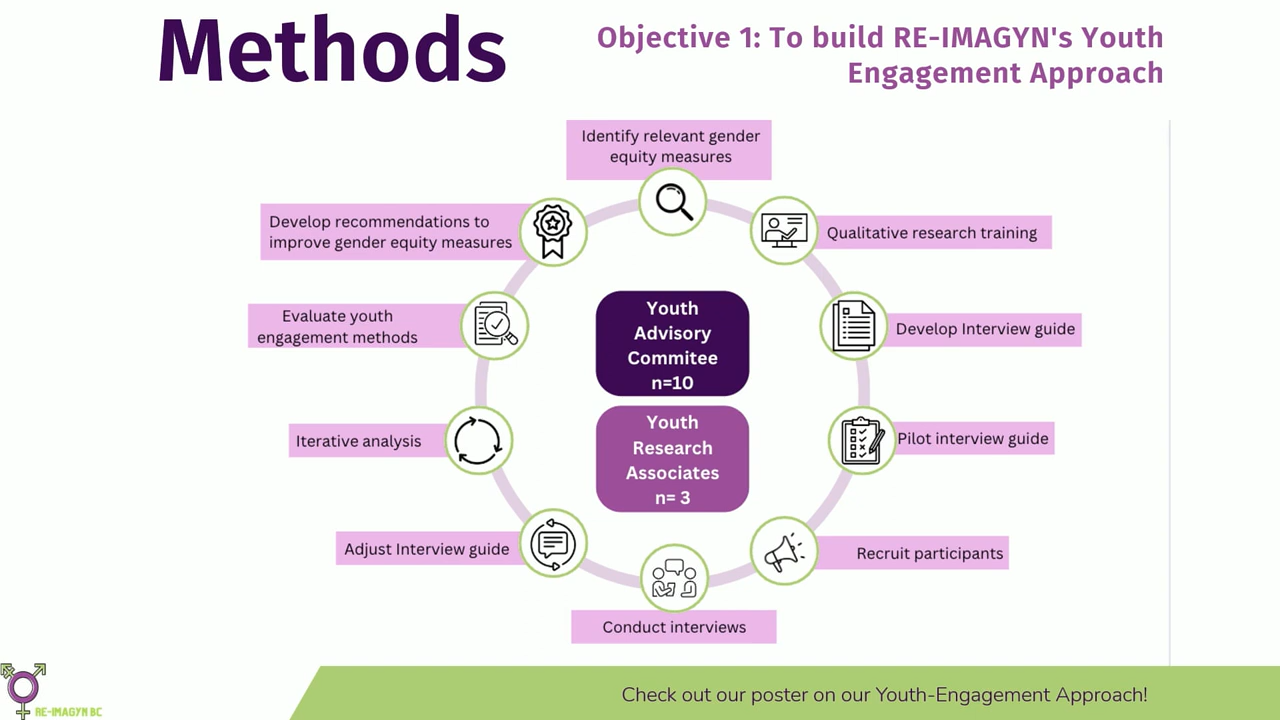 Methods
Objective 1: To build RE-IMAGYN's Youth
Engagement Approach
Identify relevant gender
equity measures
Qualitative research training
Develop Interview guide
Pilot interview guide
Recruit participants
Conduct interviews
Adjust Interview guide
Iterative analysis
Evaluate youth
engagement methods
Develop recommendations to
improve gender equity measures
Youth
Advisory
Commitee
n=10
Youth
Research
Associates
n= 3
RE-IMAGYN BC
Check out our poster on our Youth-Engagement Approach!